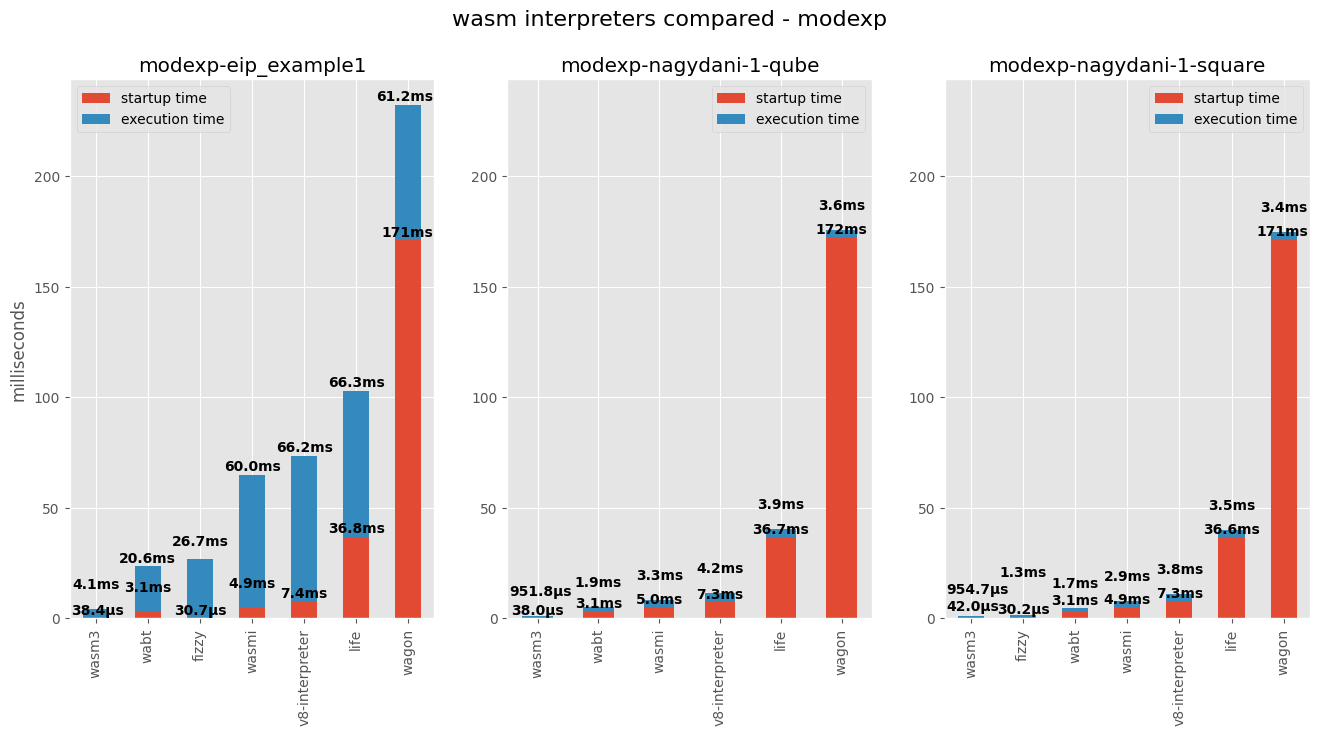 wasm interpreters compared - modexp
modexp-eip_example1
startup time
execution time
milliseconds
200
150
100
50
0
4.1ms
38.4μs
20.6ms
3.1ms
26.7ms
30.7μs
60.0ms
4.9ms
66.2ms
7.4ms
66.3ms
36.8ms
61.2ms
171ms
wasm3
wabt
fizzy
wasmi
v8-interpreter
life
wagon
modexp-nagydani-1-qube
startup time
execution time
200
150
100
50
0
951.8μs
38.0μs
1.9ms
3.1ms
3.3ms
5.0ms
4.2ms
7.3ms
3.9ms
36.7ms
3.6ms
172ms
wasm3
wabt
wasmi
v8-interpreter
life
wagon
modexp-nagydani-1-square
startup time
execution time
200
150
100
50
0
954.7μs
42.0μs
1.3ms
30.2μs
1.7ms
3.1ms
2.9ms
4.9ms
3.8ms
7.3ms
3.5ms
36.6ms
3.4ms
171ms
wasm3
fizzy
wabt
wasmi
v8-interpreter
life
wagon